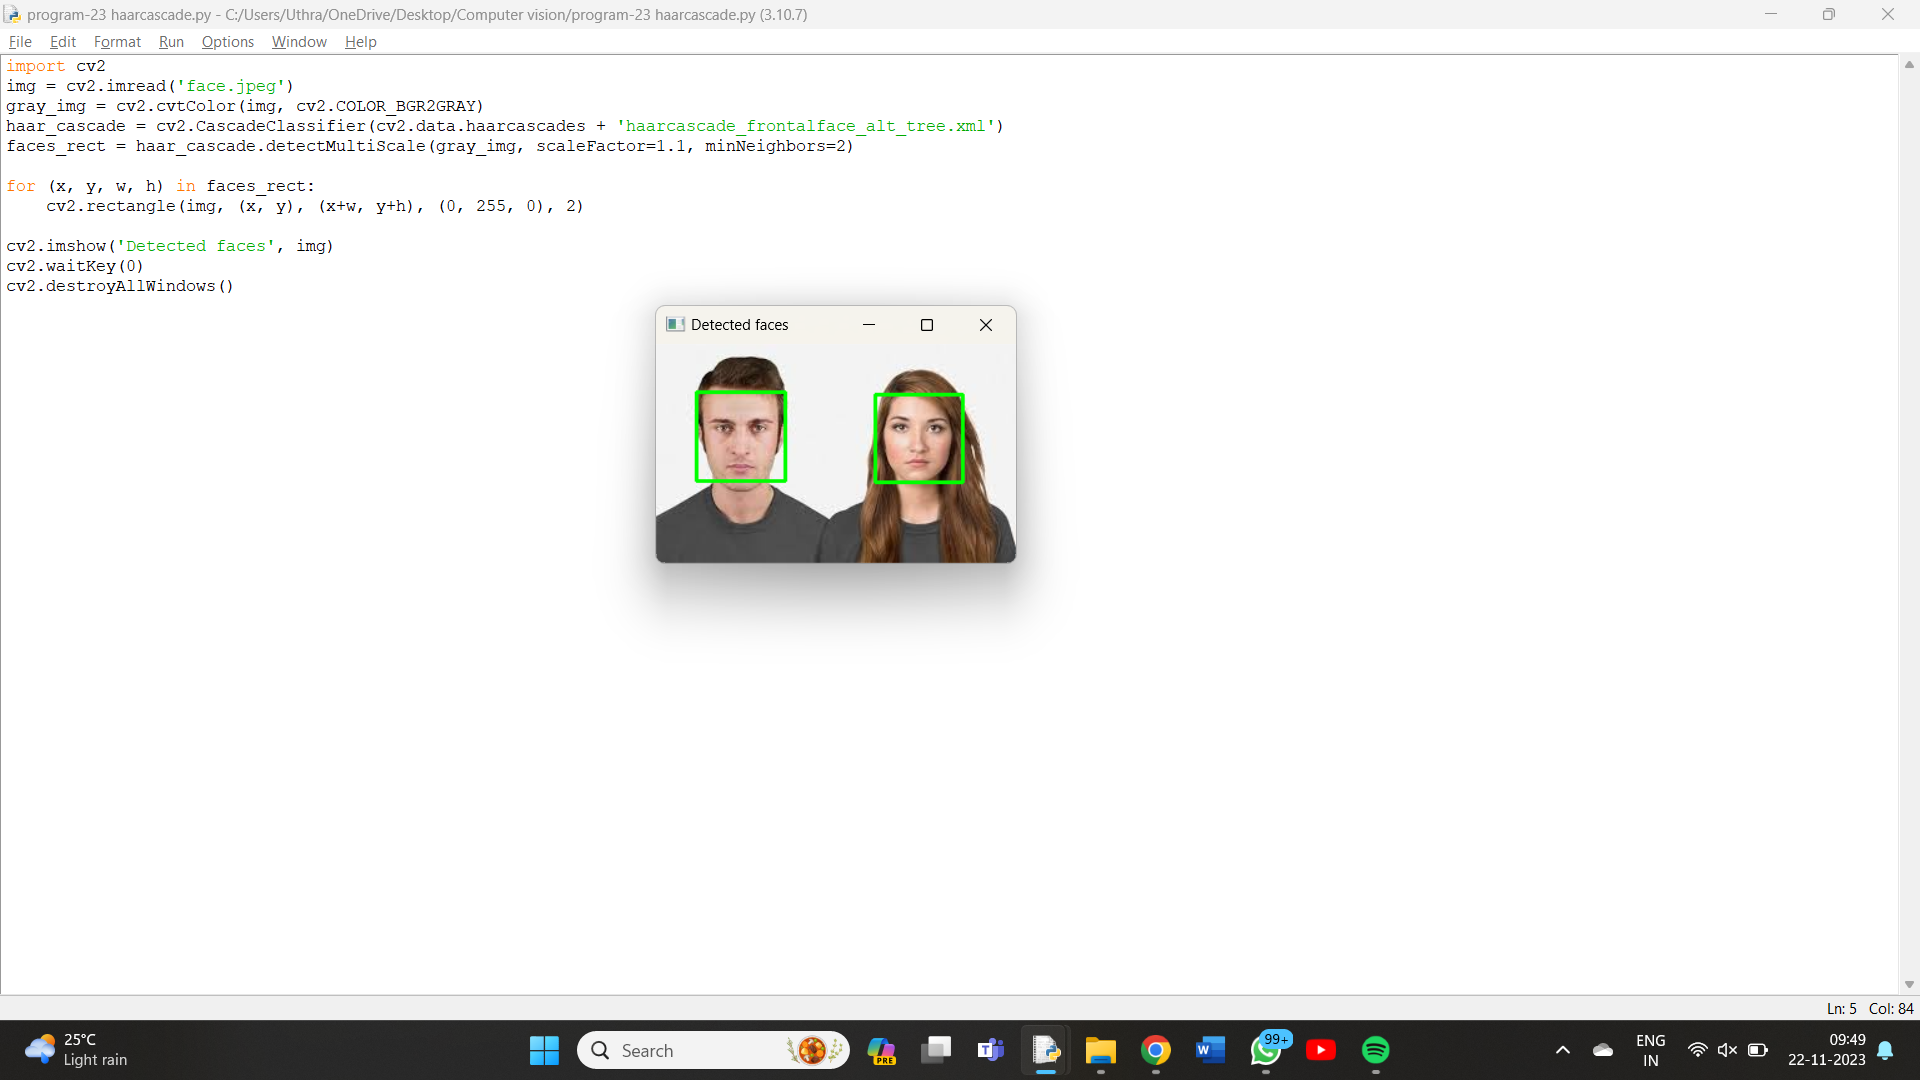 program-23 haarcascade.py - C:/Users/Uthra/OneDrive/Desktop/Computer vision/program-23 haarcascade.py (3.10.7)
File Edit Format Run Options Window Help
import cv2
img = cv2.imread('face.jpeg')
gray_img = cv2.cvtColor(img, cv2.COLOR_BGR2GRAY)
haar_cascade = cv2.CascadeClassifier(cv2.data.haarcascades + 'haarcascade_frontalface_alt_tree.xml')
faces_rect = haar_cascade.detectMultiScale(gray_img, scaleFactor=1.1, minNeighbors=2)
for (x, y, w, h) in faces_rect:
    cv2.rectangle(img, (x, y), (x+w, y+h), (0, 255, 0), 2)
cv2.imshow('Detected faces', img)
cv2.waitKey(0)
cv2.destroyAllWindows()
Detected faces
Ln: 5 Col: 84
25°C
Light rain
Search
PRE
T
W
99+
ENG
IN
09:49
22-11-2023